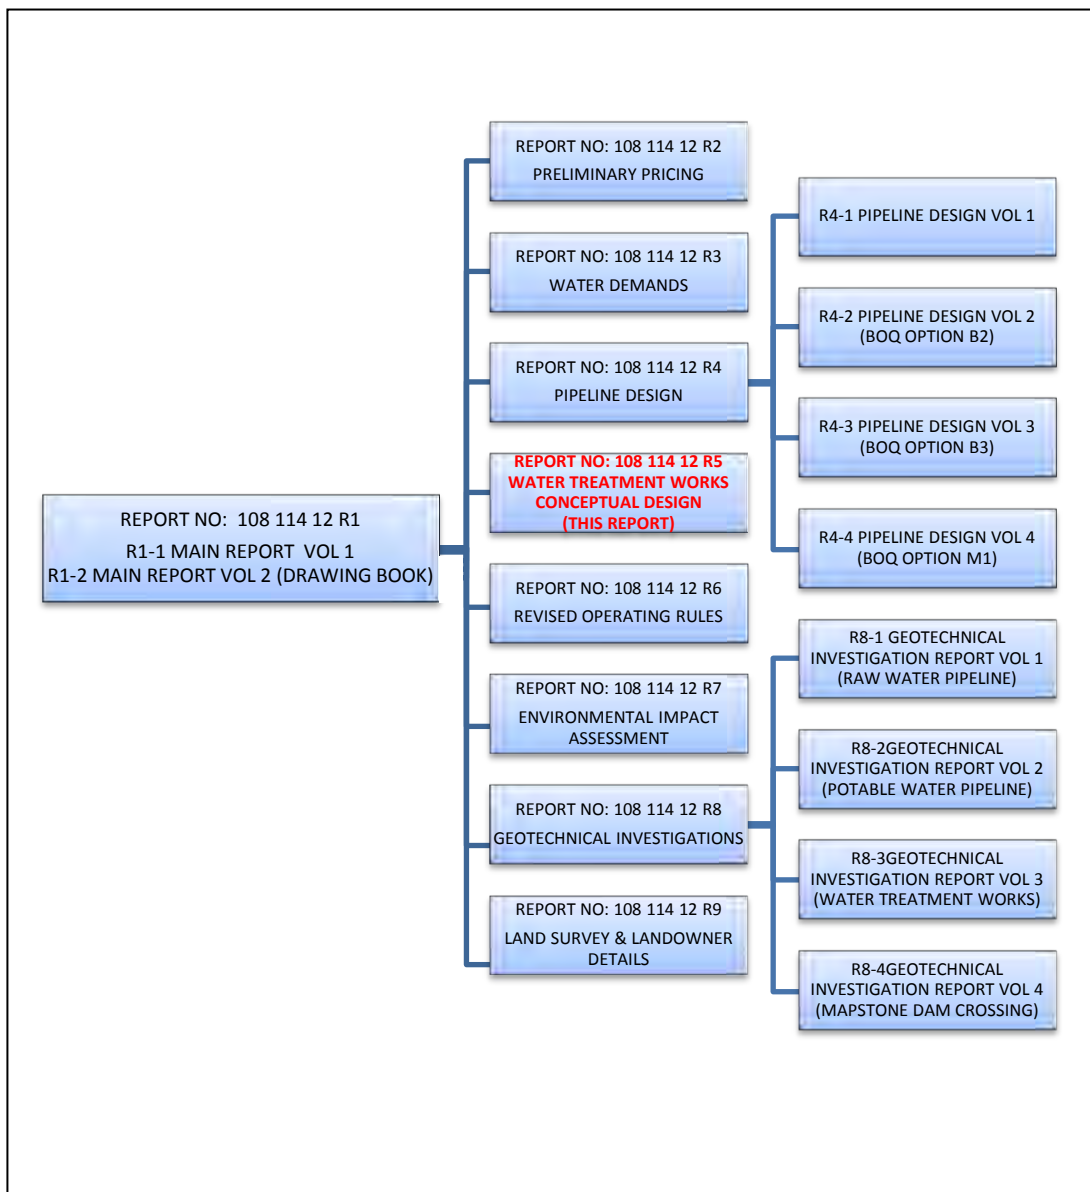 REPORT NO: 108 114 12 R1
R1-1 MAIN REPORT VOL 1
R1-2 MAIN REPORT VOL 2 (DRAWING BOOK)
REPORT NO: 108 114 12 R2
PRELIMINARY PRICING
REPORT NO: 108 114 12 R3
WATER DEMANDS
REPORT NO: 108 114 12 R4
PIPELINE DESIGN
REPORT NO: 108 114 12 R5
WATER TREATMENT WORKS
CONCEPTUAL DESIGN
(THIS REPORT)
REPORT NO: 108 114 12 R6
REVISED OPERATING RULES
REPORT NO: 108 114 12 R7
ENVIRONMENTAL IMPACT
ASSESSMENT
REPORT NO: 108 114 12 R8
GEOTECHNICAL INVESTIGATIONS
REPORT NO: 108 114 12 R9
LAND SURVEY & LANDOWNER
DETAILS
R4-1 PIPELINE DESIGN VOL 1
R4-2 PIPELINE DESIGN VOL 2
(BOQ OPTION B2)
R4-3 PIPELINE DESIGN VOL 3
(BOQ OPTION B3)
R4-4 PIPELINE DESIGN VOL 4
(BOQ OPTION M1)
R8-1 GEOTECHNICAL
INVESTIGATION REPORT VOL 1
(RAW WATER PIPELINE)
R8-2GEOTECHNICAL
INVESTIGATION REPORT VOL 2
(POTABLE WATER PIPELINE)
R8-3GEOTECHNICAL
INVESTIGATION REPORT VOL 3
(WATER TREATMENT WORKS)
R8-4GEOTECHNICAL
INVESTIGATION REPORT VOL 4
(MAPSTONE DAM CROSSING)